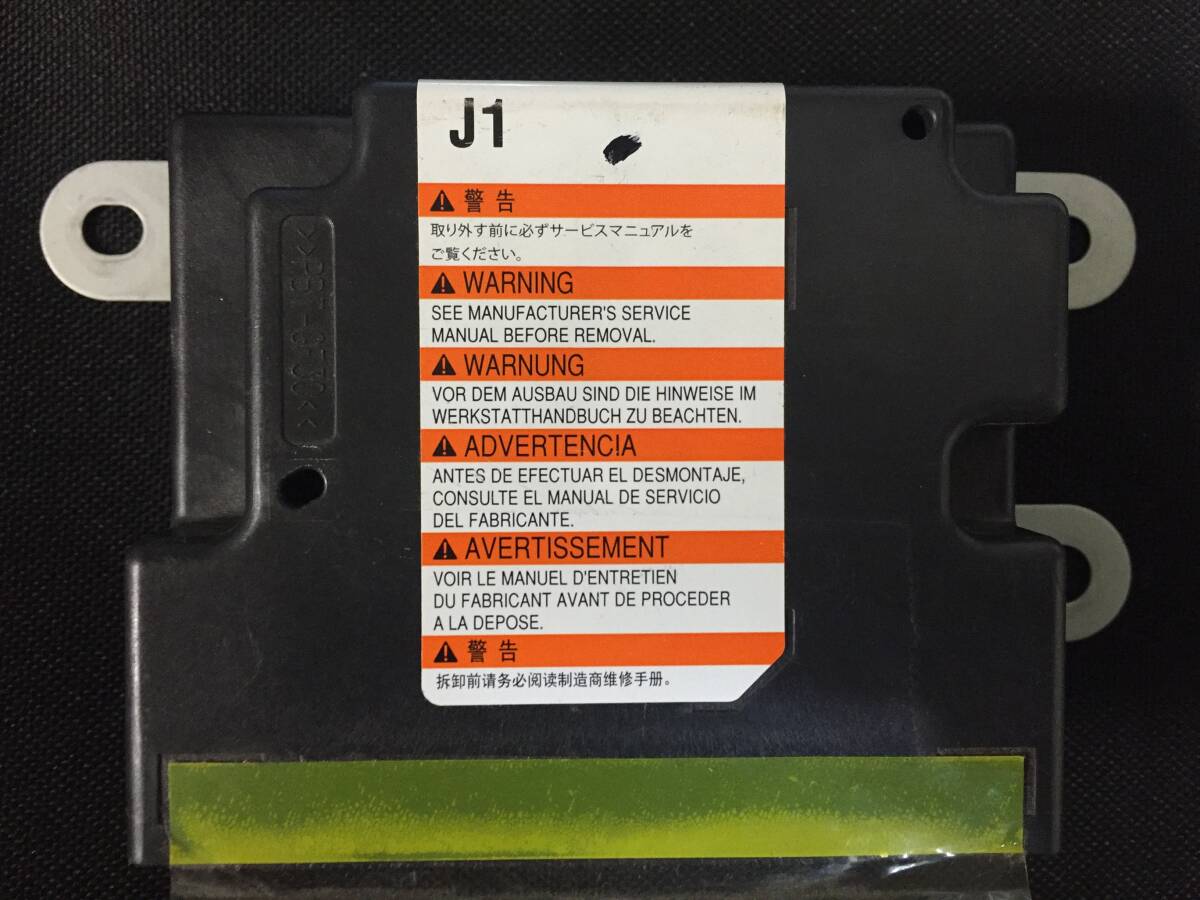 J1
警告
取り外す前に必ずサービスマニュアルを
ご覧ください。
WARNING
SEE MANUFACTURER'S SERVICE
MANUAL BEFORE REMOVAL.
WARNUNG
VOR DEM AUSBAU SIND DIE HINWEISE IM
WERKSTATTHANDBUCH ZU BEACHTEN.
ADVERTENCIA
ANTES DE EFECTUAR EL DESMONTAJE,
CONSULTE EL MANUAL DE SERVICIO
DEL FABRICANTE.
AVERTISSEMENT
VOIR LE MANUEL D'ENTRETIEN
DU FABRICANT AVANT DE PROCEDER
A LA DEPOSE.
警告
拆卸前请务必阅读制造商维修手册。
>>PBT-GF30<<